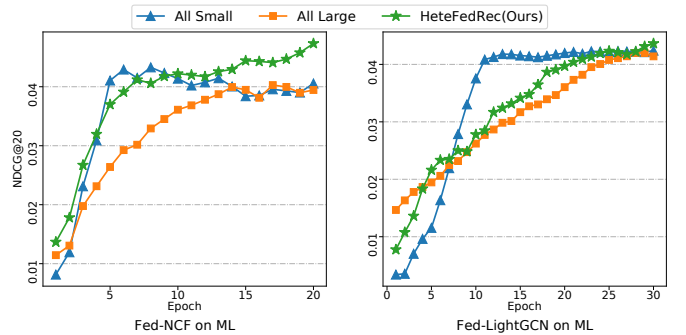 All Small All Large HeteFedRec(Ours)
NDCG@20
0.04
0.03
0.02
0.01
5 10 15 20
Epoch
Fed-NCF on ML
0.04
0.03
0.02
0.01
0 5 10 15 20 25 30
Epoch
Fed-LightGCN on ML